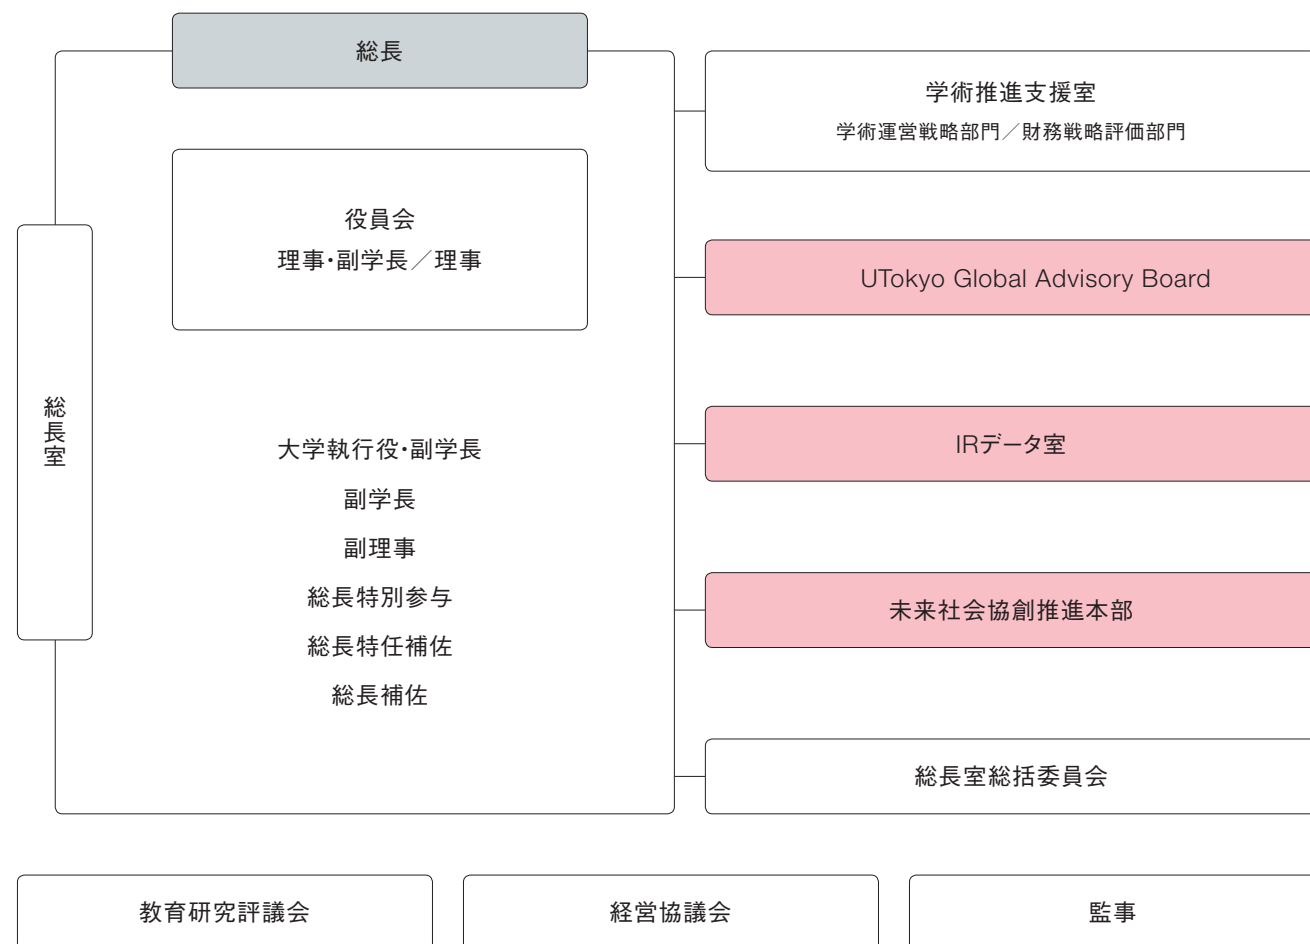 総長
役員会
理事・副学長／理事
総長室
大学執行役・副学長
副学長
副理事
総長特別参与
総長特任補佐
総長補佐
学術推進支援室
学術運営戦略部門／財務戦略評価部門
UTokyo Global Advisory Board
IRデータ室
未来社会協創推進本部
総長室総括委員会
教育研究評議会
経営協議会
監事